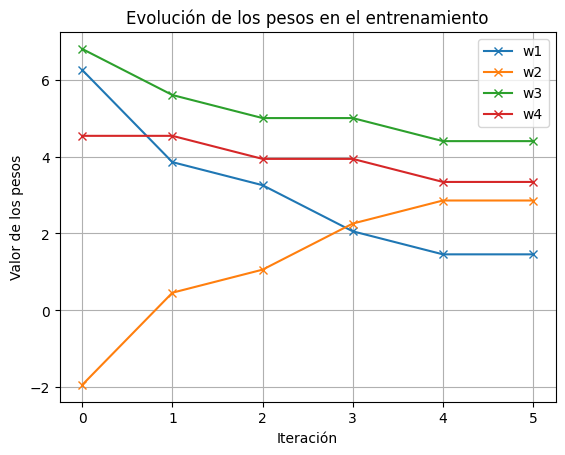 Evolución de los pesos en el entrenamiento
w1
w2
w3
w4
Valor de los pesos
6
4
2
0
−2
0 1 2 3 4 5
Iteración